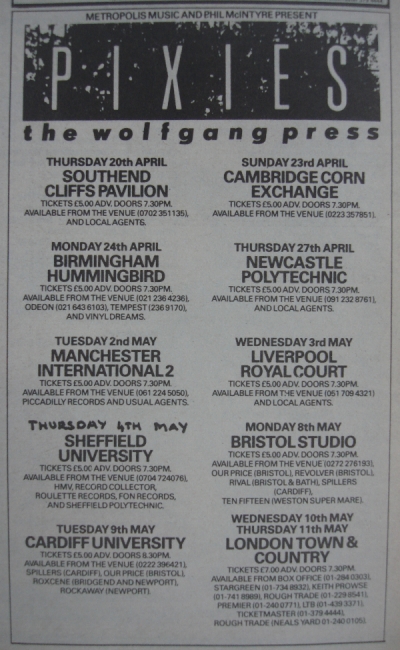 METROPOLIS MUSIC AND PHIL McINTYRE PRESENT
PIXIES
the wolfgang press
THURSDAY 20th APRIL
SOUTHEND
CLIFFS PAVILION
TICKETS £5.00 ADV. DOORS 7.30PM.
AVAILABLE FROM THE VENUE (0702 351135),
AND LOCAL AGENTS.
SUNDAY 23rd APRIL
CAMBRIDGE CORN
EXCHANGE
TICKETS £5.00 ADV. DOORS 7.30PM.
AVAILABLE FROM THE VENUE (0223 357851).
MONDAY 24th APRIL
BIRMINGHAM
HUMMINGBIRD
TICKETS £5.00 ADV. DOORS 7.30PM.
AVAILABLE FROM THE VENUE (021 236 4236),
ODEON (021 643 6103), TEMPEST (236 9170),
AND VINYL DREAMS.
THURSDAY 27th APRIL
NEWCASTLE
POLYTECHNIC
TICKETS £5.00 ADV. DOORS 7.30PM.
AVAILABLE FROM THE VENUE (091 232 8761),
AND LOCAL AGENTS.
TUESDAY 2nd MAY
MANCHESTER
INTERNATIONAL 2
TICKETS £5.00 ADV. DOORS 7.30PM.
AVAILABLE FROM THE VENUE (061 224 5050),
PICCADILLY RECORDS AND USUAL AGENTS.
WEDNESDAY 3rd MAY
LIVERPOOL
ROYAL COURT
TICKETS £5.00 ADV. DOORS 7.30PM.
AVAILABLE FROM THE VENUE (051 709 4321)
AND LOCAL AGENTS.
THURSDAY 4TH MAY
SHEFFIELD
UNIVERSITY
TICKETS £5.00 ADV. DOORS 7.30PM.
AVAILABLE FROM THE VENUE (0704 724076),
HMV, RECORD COLLECTOR,
ROULETTE RECORDS, FON RECORDS,
AND SHEFFIELD POLYTECHNIC.
MONDAY 8th MAY
BRISTOL STUDIO
TICKETS £5.00 ADV. DOORS 7.30PM.
AVAILABLE FROM THE VENUE (0272 276193),
OUR PRICE (BRISTOL), REVOLVER (BRISTOL),
RIVAL (BRISTOL & BATH), SPILLERS
(CARDIFF),
TEN FIFTEEN (WESTON SUPER MARE).
TUESDAY 9th MAY
CARDIFF UNIVERSITY
TICKETS £5.00 ADV. DOORS 8.30PM.
AVAILABLE FROM THE VENUE (0222 396421),
SPILLERS (CARDIFF), OUR PRICE (BRISTOL),
ROXCENE (BRIDGEND AND NEWPORT),
ROCKAWAY (NEWPORT).
WEDNESDAY 10th MAY
THURSDAY 11th MAY
LONDON TOWN &
COUNTRY
TICKETS £7.00 ADV. DOORS 7.30PM.
AVAILABLE FROM BOX OFFICE (01-284 0303),
STARGREEN (01-734 8932), KEITH PROWSE
(01-741 8989), ROUGH TRADE (01-229 8541),
PREMIER (01-240 0771), LTB (01-439 3371),
TICKETMASTER (01-379 4444),
ROUGH TRADE (NEALS YARD 01-240 0105).